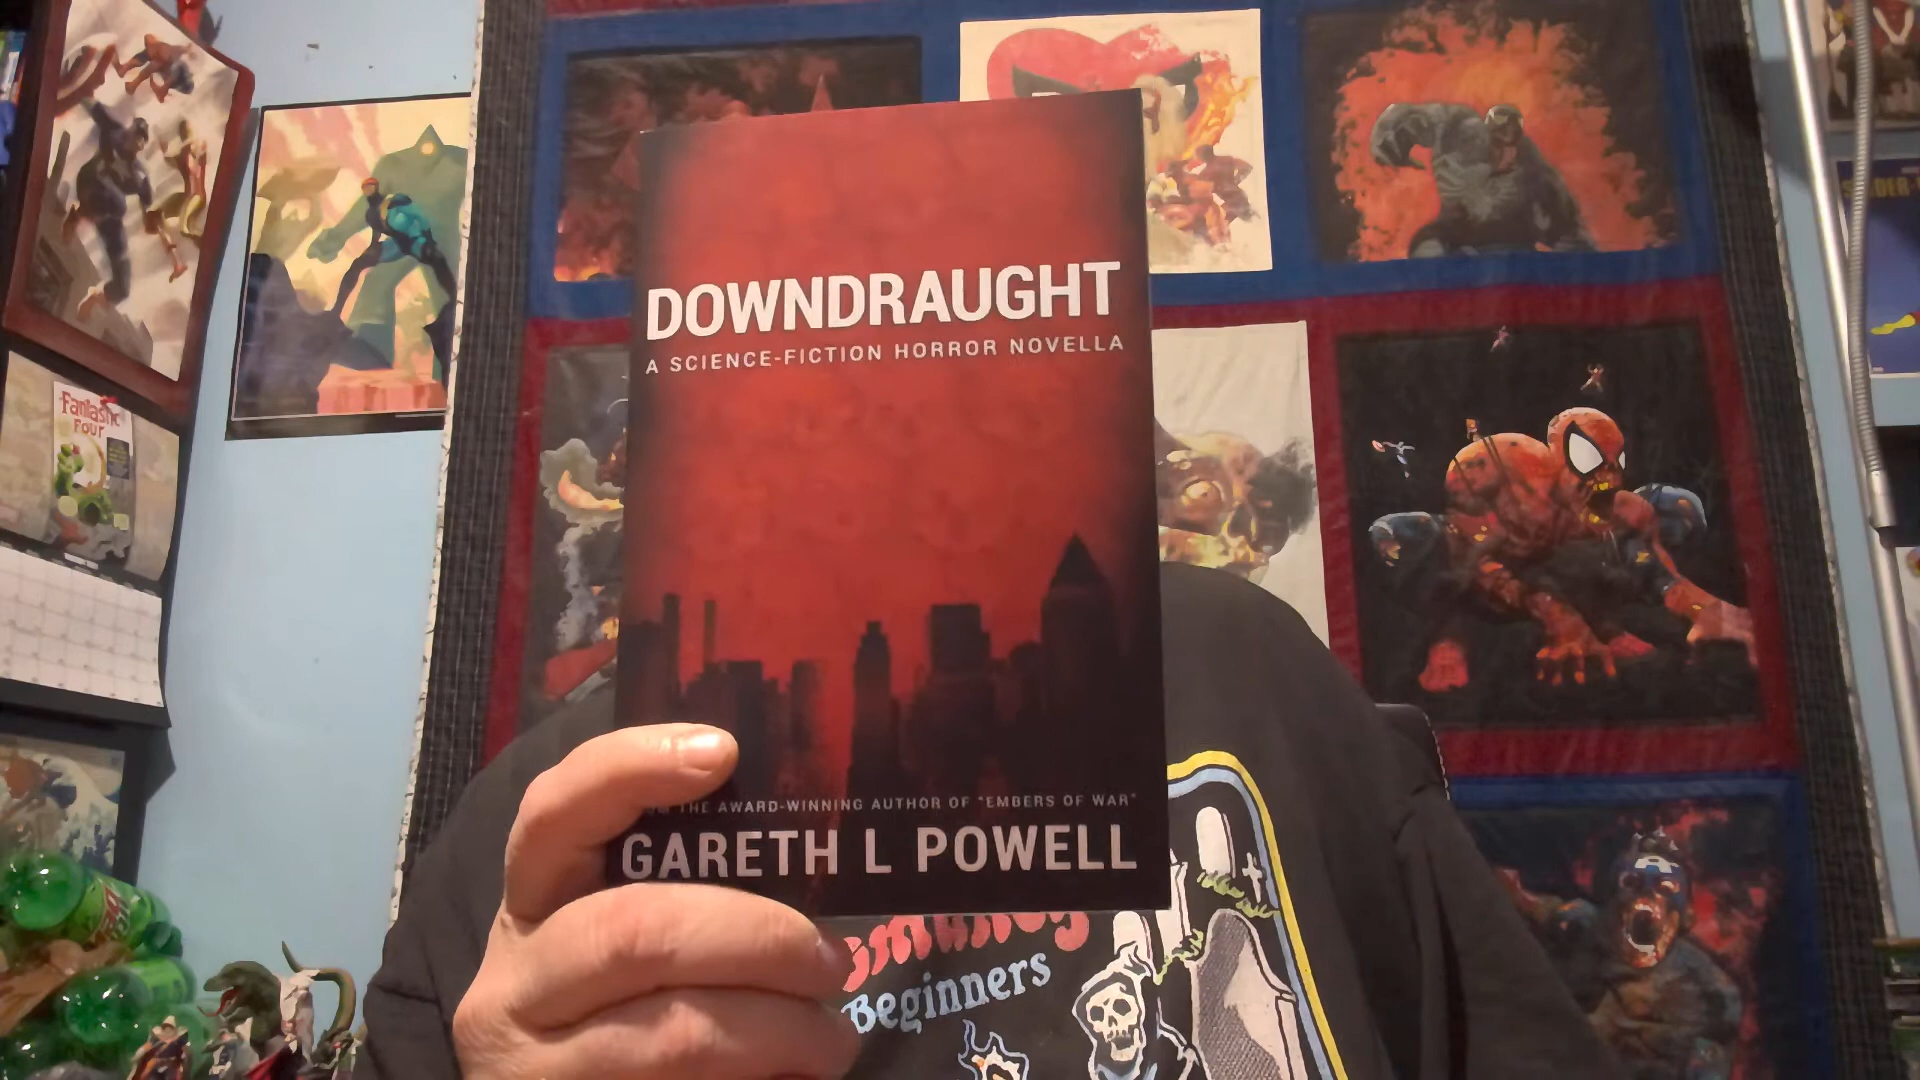 Fantastic
FOUR
DOWNDRAUGHT
A SCIENCE-FICTION HORROR NOVELLA
THE AWARD-WINNING AUTHOR OF "EMBERS OF WAR"
GARETH L POWELL
Beginners